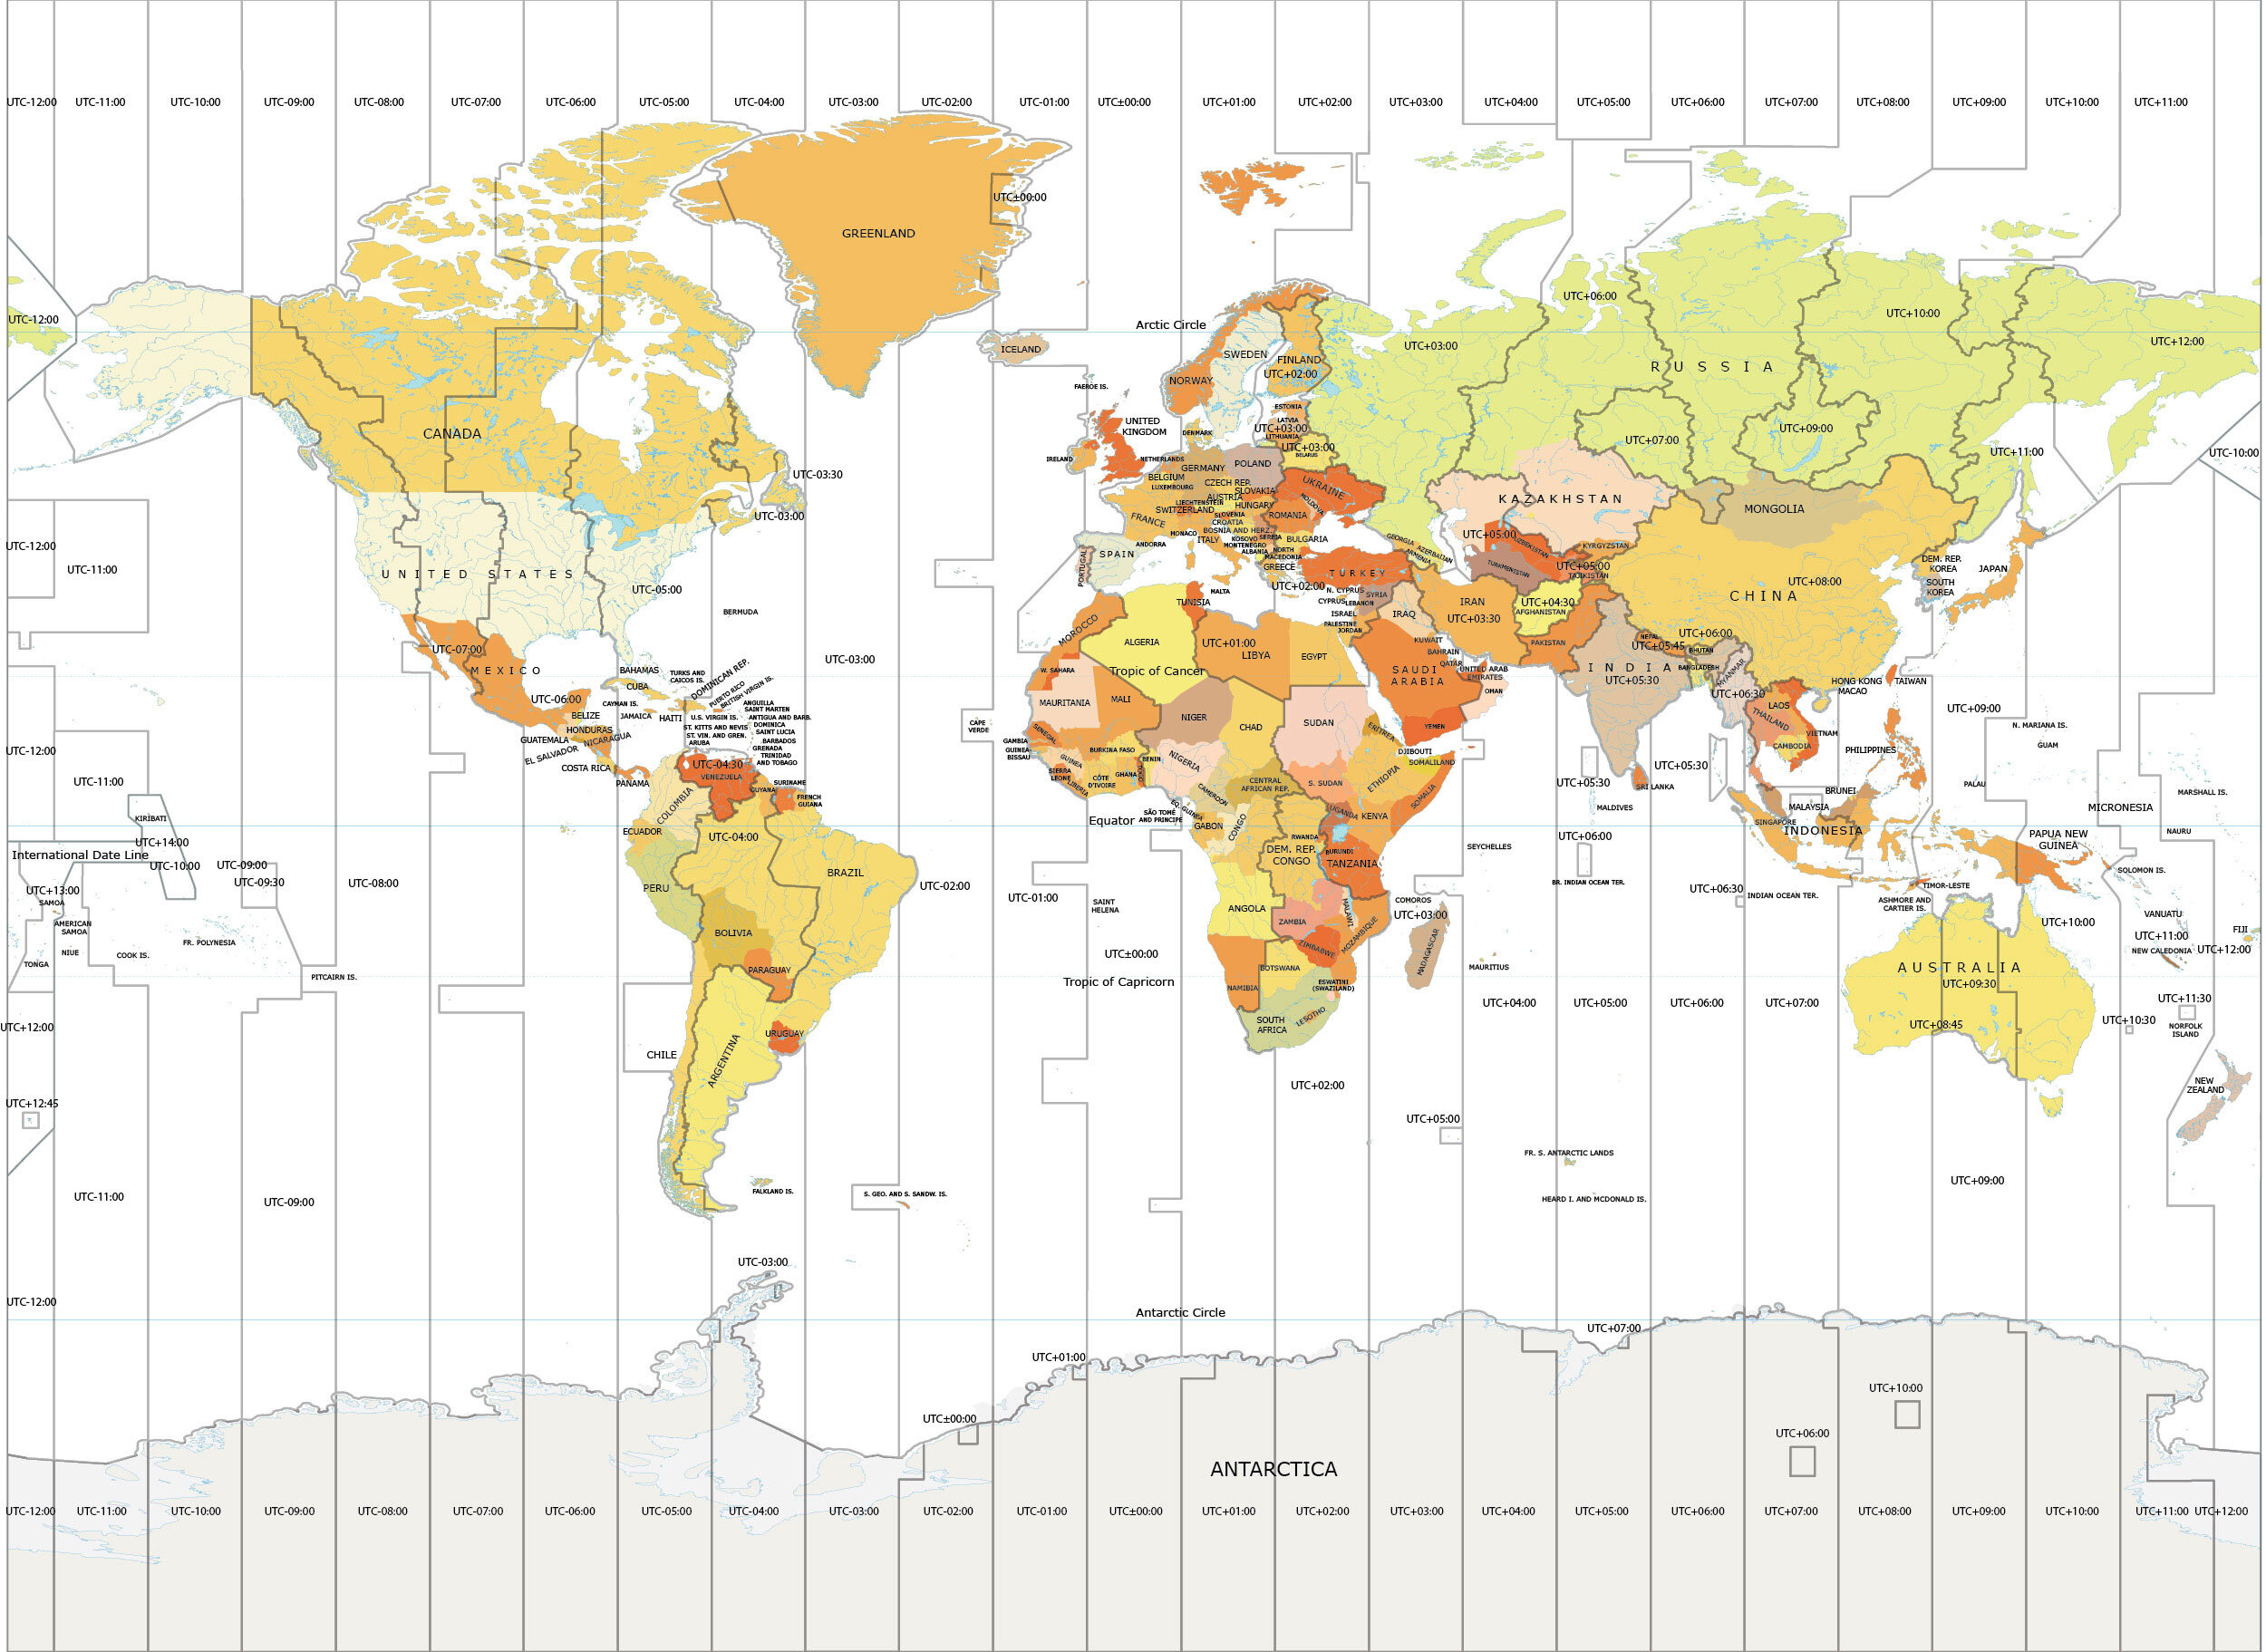 UTC-12:00 UTC-11:00 UTC-10:00 UTC-09:00 UTC-08:00 UTC-07:00 UTC-06:00 UTC-05:00 UTC-04:00 UTC-03:00 UTC-02:00 UTC-01:00 UTC±00:00 UTC+01:00 UTC+02:00 UTC+03:00 UTC+04:00 UTC+05:00 UTC+06:00 UTC+07:00 UTC+08:00 UTC+09:00 UTC+10:00 UTC+11:00
UTC±00:00
GREENLAND
UTC+06:00
UTC+10:00
UTC-12:00
Arctic Circle
UTC+12:00
ICELAND
SWEDEN
FINLAND
UTC+02:00
UTC+03:00
RUSSIA
NORWAY
FAEROE IS.
ESTONIA
LATVIA
UTC+03:00
LITHUANIA
UNITED
KINGDOM
DENMARK
CANADA
UTC+07:00
UTC+09:00
UTC+03:00
BELARUS
UTC+11:00
UTC-10:00
IRELAND
NETHERLANDS
GERMANY
POLAND
BELGIUM
LUXEMBOURG
CZECH REP.
UKRAINE
SLOVAKIA
AUSTRIA
LIECHTENSTEIN
HUNGARY
MOLDOVA
SWITZERLAND
SLOVENIA
ROMANIA
FRANCE
CROATIA
BOSNIA AND HERZ.
UTC-03:30
UTC-03:00
KAZAKHSTAN
MONGOLIA
MONACO
ITALY
KOSOVO
SERBIA
BULGARIA
MONTENEGRO
ALBANIA
NORTH
MACEDONIA
ANDORRA
SPAIN
PORTUGAL
GREECE
GEORGIA
AZERBAIJAN
ARMENIA
UTC+05:00
UZBEKISTAN
KYRGYZSTAN
UTC+05:00
TAJIKISTAN
TURKMENISTAN
UTC-12:00
UTC-11:00
UNITED STATES
UTC-05:00
BERMUDA
TURKEY
UTC+02:00
MALTA
TUNISIA
N. CYPRUS
CYPRUS
LEBANON
SYRIA
ISRAEL
PALESTINE
JORDAN
IRAQ
IRAN
UTC+03:30
UTC+04:30
AFGHANISTAN
UTC+08:00
CHINA
DEM. REP.
KOREA
SOUTH
KOREA
JAPAN
MOROCCO
ALGERIA
UTC+01:00
LIBYA
EGYPT
KUWAIT
BAHRAIN
QATAR
UNITED ARAB
EMIRATES
OMAN
SAUDI
ARABIA
PAKISTAN
NEPAL
UTC+05:45
UTC+06:00
BHUTAN
BANGLADESH
INDIA
UTC+05:30
MYANMAR
UTC+06:30
UTC-07:00
MEXICO
UTC-06:00
UTC-03:00
Tropic of Cancer
W. SAHARA
HONG KONG
MACAO
TAIWAN
BAHAMAS
TURKS AND
CAICOS IS.
DOMINICAN REP.
PUERTO RICO
BRITISH VIRGIN IS.
CUBA
CAYMAN IS.
JAMAICA
HAITI
U.S. VIRGIN IS.
ANGUILLA
SAINT MARTEN
ANTIGUA AND BARB.
DOMINICA
SAINT LUCIA
ST. KITTS AND NEVIS
ST. VIN. AND GREN.
ARUBA
BARBADOS
GRENADA
TRINIDAD
AND TOBAGO
BELIZE
HONDURAS
GUATEMALA
NICARAGUA
EL SALVADOR
COSTA RICA
PANAMA
UTC-04:30
VENEZUELA
SURINAME
GUYANA
FRENCH
GUIANA
COLOMBIA
ECUADOR
UTC-04:00
MAURITANIA
MALI
NIGER
CHAD
SUDAN
ERITREA
YEMEN
CAPE
VERDE
SENEGAL
GAMBIA
GUINEA
BISSAU
GUINEA
SIERRA
LEONE
LIBERIA
CÔTE
D'IVOIRE
BURKINA FASO
GHANA
TOGO
BENIN
NIGERIA
CAMEROON
CENTRAL
AFRICAN REP.
S. SUDAN
ETHIOPIA
DJIBOUTI
SOMALILAND
SOMALIA
EQ. GUINEA
SÃO TOMÉ
AND PRINCIPE
GABON
CONGO
UGANDA
KENYA
RWANDA
BURUNDI
DEM. REP.
CONGO
TANZANIA
Equator
LAOS
THAILAND
VIETNAM
CAMBODIA
PHILIPPINES
UTC+09:00
N. MARIANA IS.
GUAM
PALAU
MICRONESIA
MARSHALL IS.
NAURU
UTC+05:30
MALDIVES
UTC+05:30
SRI LANKA
BRUNEI
MALAYSIA
SINGAPORE
INDONESIA
PAPUA NEW
GUINEA
SOLOMON IS.
UTC-12:00
UTC-11:00
KIRIBATI
UTC+14:00
International Date Line
UTC-10:00
UTC-09:00
UTC-09:30
UTC-08:00
UTC+13:00
SAMOA
AMERICAN
SAMOA
NIUE
COOK IS.
FR. POLYNESIA
TONGA
PITCAIRN IS.
PERU
BRAZIL
UTC-02:00
BOLIVIA
PARAGUAY
URUGUAY
CHILE
ARGENTINA
UTC-01:00
SAINT
HELENA
UTC±00:00
Tropic of Capricorn
ANGOLA
ZAMBIA
MALAWI
MOZAMBIQUE
ZIMBABWE
BOTSWANA
NAMIBIA
ESWATINI
(SWAZILAND)
SOUTH
AFRICA
LESOTHO
SEYCHELLES
COMOROS
UTC+03:00
MADAGASCAR
MAURITIUS
UTC+06:00
BR. INDIAN OCEAN TER.
UTC+06:30
INDIAN OCEAN TER.
TIMOR-LESTE
ASHMORE AND
CARTIER IS.
UTC+04:00
UTC+05:00
UTC+06:00
UTC+07:00
AUSTRALIA
UTC+09:30
UTC+08:45
UTC+10:00
VANUATU
UTC+11:00
NEW CALEDONIA
FIJI
UTC+12:00
UTC+11:30
NORFOLK
ISLAND
UTC+10:30
NEW
ZEALAND
UTC+12:00
UTC+12:45
UTC+02:00
UTC+05:00
FR. S. ANTARCTIC LANDS
HEARD I. AND MCDONALD IS.
UTC+09:00
UTC-11:00
UTC-09:00
FALKLAND IS.
S. GEO. AND S. SANDW. IS.
UTC-03:00
UTC-12:00
Antarctic Circle
UTC+07:00
UTC+01:00
UTC+10:00
UTC±00:00
UTC+06:00
ANTARCTICA
UTC-12:00 UTC-11:00 UTC-10:00 UTC-09:00 UTC-08:00 UTC-07:00 UTC-06:00 UTC-05:00 UTC-04:00 UTC-03:00 UTC-02:00 UTC-01:00 UTC±00:00 UTC+01:00 UTC+02:00 UTC+03:00 UTC+04:00 UTC+05:00 UTC+06:00 UTC+07:00 UTC+08:00 UTC+09:00 UTC+10:00 UTC+11:00 UTC+12:00